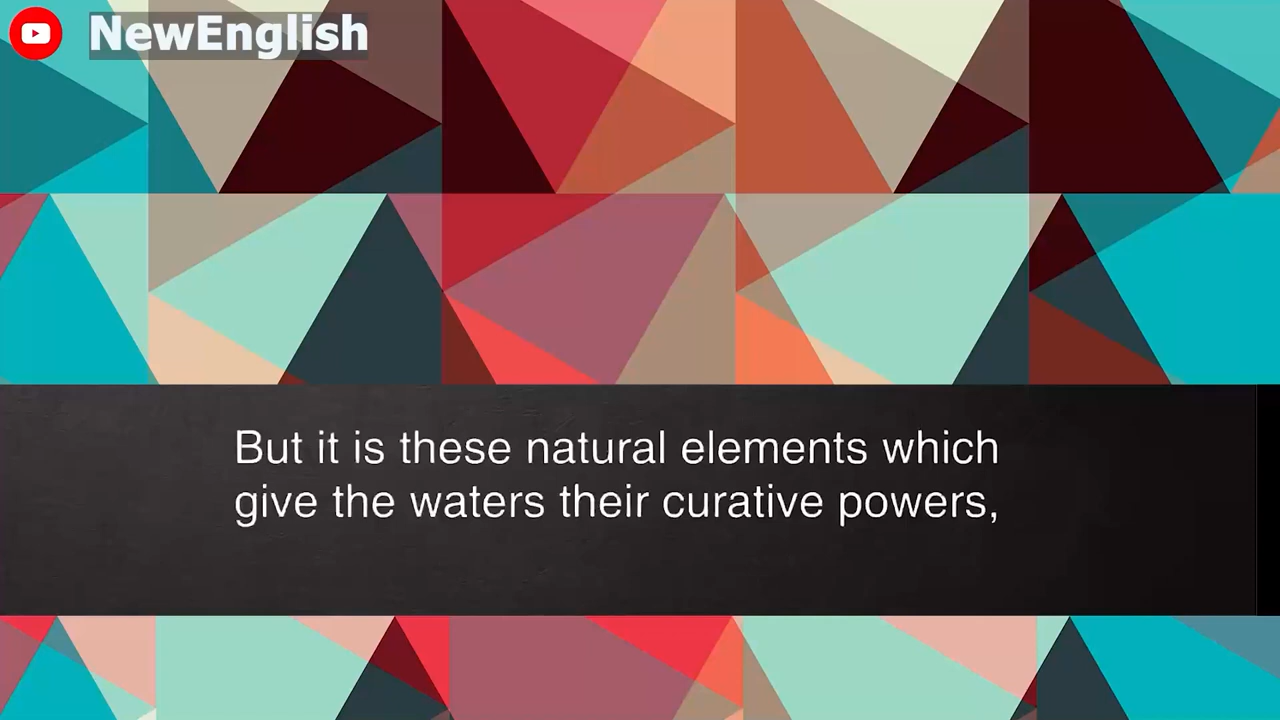 NewEnglish
But it is these natural elements which
give the waters their curative powers,